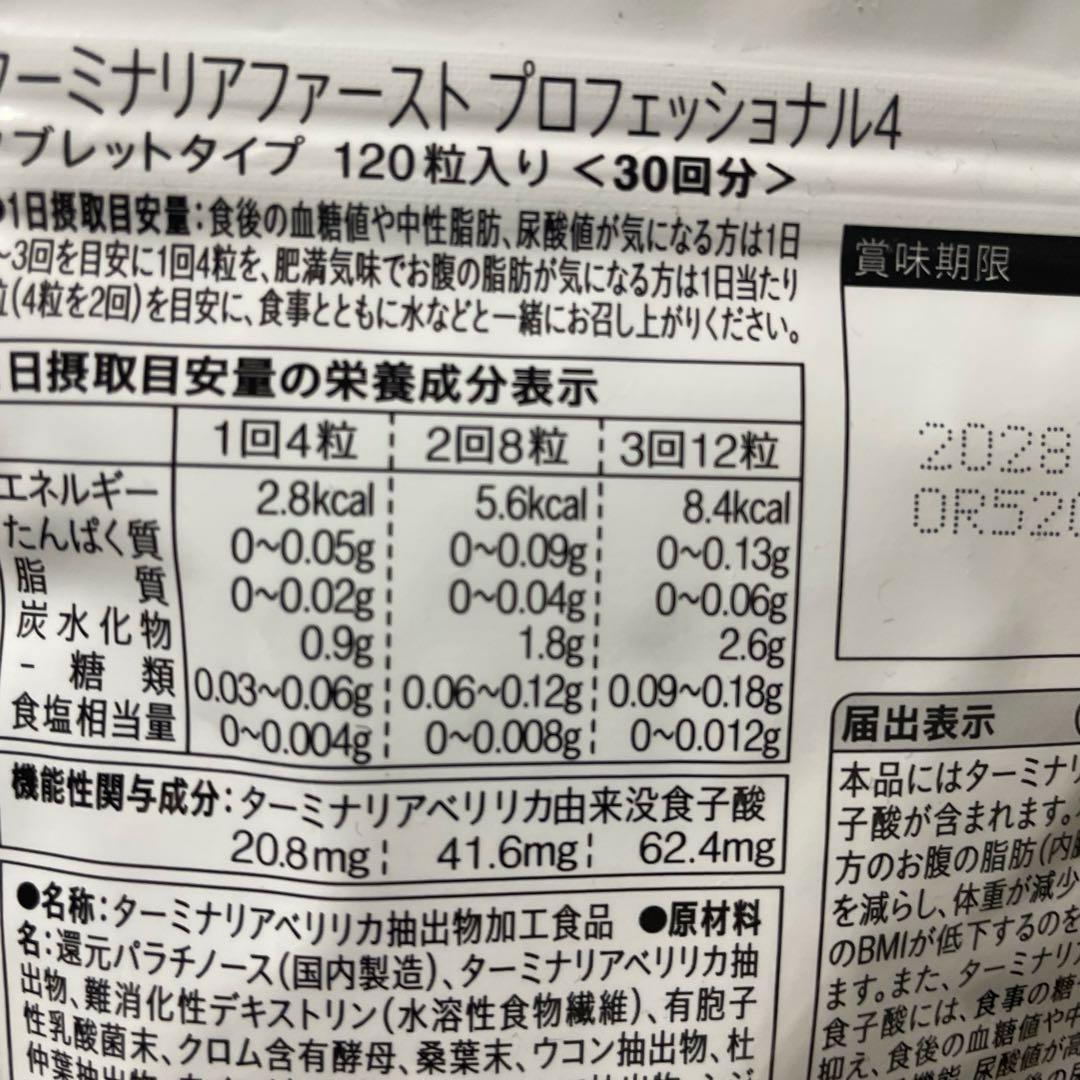 ターミナリアファースト プロフェッショナル4
タブレットタイプ 120粒入り <30回分>
●1日摂取目安量:食後の血糖値や中性脂肪、尿酸値が気になる方は1日
~3回を目安に1回4粒を、肥満気味でお腹の脂肪が気になる方は1日当たり
粒(4粒を2回)を目安に、食事とともに水などと一緒にお召し上がりください。
日摂取目安量の栄養成分表示
1回4粒 2回8粒 3回12粒
エネルギー 2.8kcal 5.6kcal 8.4kcal
たんぱく質 0~0.05g 0~0.09g 0~0.13g
脂質 0~0.02g 0~0.04g 0~0.06g
炭水化物 0.9g 1.8g 2.6g
- 糖類 0.03~0.06g 0.06~0.12g 0.09~0.18g
食塩相当量 0~0.004g 0~0.008g 0~0.012g
機能性関与成分:ターミナリアベリリカ由来没食子酸
20.8mg 41.6mg 62.4mg
●名称:ターミナリアベリリカ抽出物加工食品 ●原材料
名:還元パラチノース(国内製造)、ターミナリアベリリカ抽
出物、難消化性デキストリン(水溶性食物繊維)、有胞子
性乳酸菌末、クロム含有酵母、桑葉末、ウコン抽出物、杜
仲葉抽出物
賞味期限
2028
0R520
届出表示
本品にはターミナリ
子酸が含まれます。
方のお腹の脂肪(内臓
を減らし、体重が減少
のBMIが低下するのを
ます。また、ターミナリア
食子酸には、食事の糖
抑え、食後の血糖値や中
機能、尿酸値が高